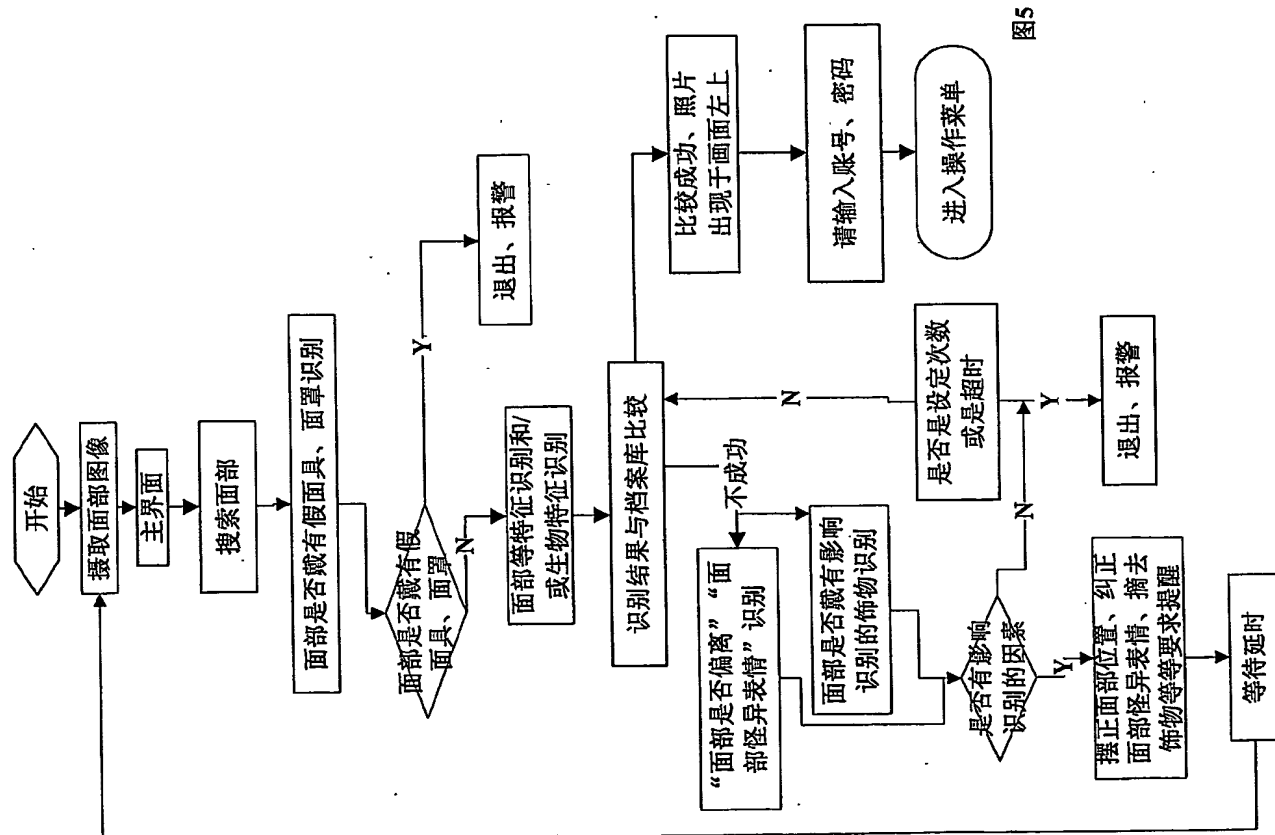 开始
摄取面部图像
主界面
搜索面部
面部是否戴有假面具、面罩识别
面部是否戴有假
面具、面罩
Y
退出、报警
N
面部等特征识别和/
或生物特征识别
识别结果与档案库比较
比较成功、照片
出现于画面左上
请输入账号、密码
进入操作菜单
不成功
”面部是否偏离””面
部怪异表情”识别
面部是否戴有影响
识别的饰物识别
是否有影响
识别的因素
N
是否是设定次数
或是超时
N
Y
退出、报警
Y
摆正面部位置、纠正
面部怪异表情、摘去
饰物等等要求提醒
等待延时
图5